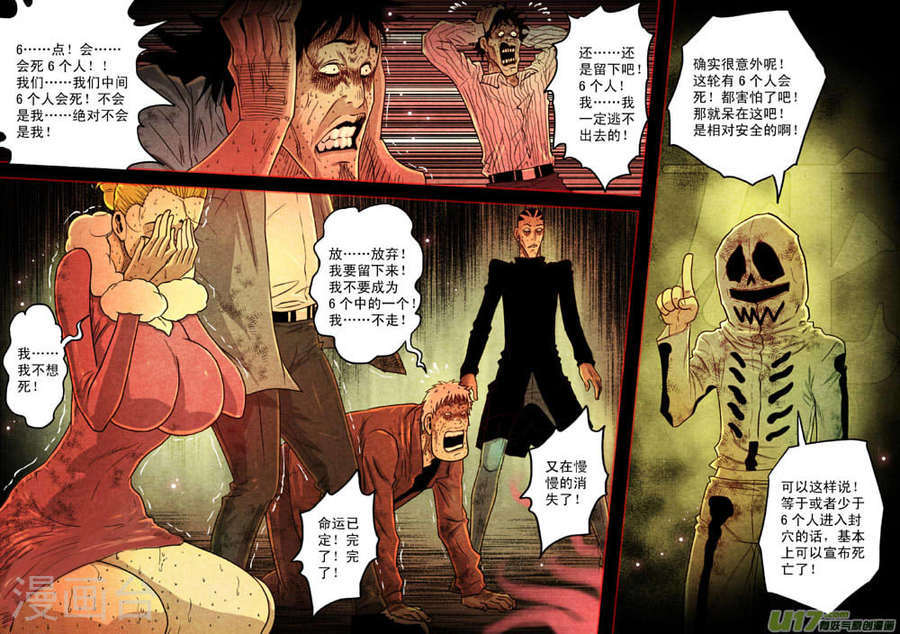 6……点！会……
会死 6 个人！！
我们……我们中间
6 个人会死！不会
是我……绝对不会
是我！
还……还
是留下吧！
6 个人！
我……我
一定逃不
出去的！
确实很意外呢！
这轮有 6 个人会
死！都害怕了吧！
那就呆在这吧！
是相对安全的啊！
放……放弃！
我要留下来！
我不要成为
6 个中的一个！
我……不走！
我……
我不想
死！
又在慢
慢的消
失了！
命运已
定！完
了！完
了！
可以这样说！
等于或者少于
6 个人进入封
穴的话，基本
上可以宣布死
亡了！
漫画台
U17.COM
有妖气原创漫画